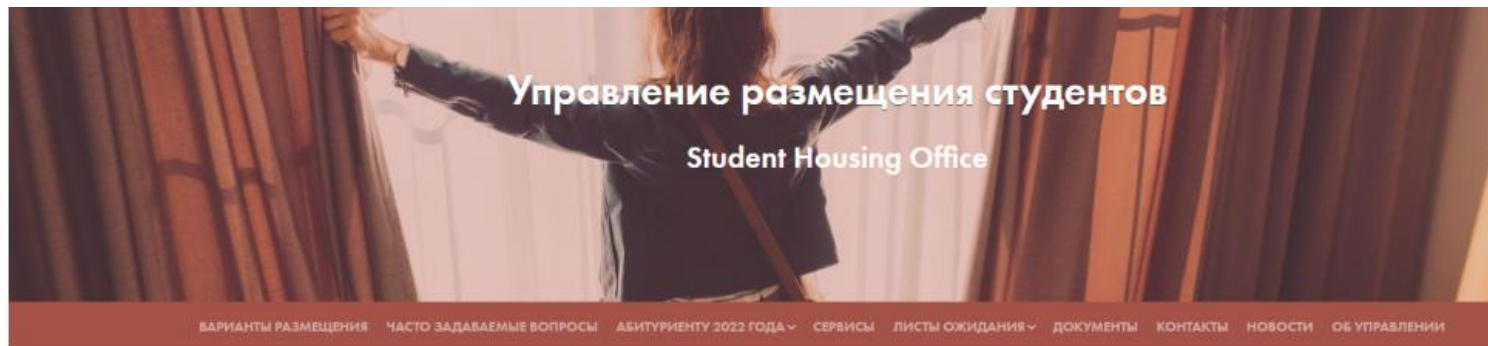 Управление размещения студентов
Student Housing Office
ВАРИАНТЫ РАЗМЕЩЕНИЯ ЧАСТО ЗАДАВАЕМЫЕ ВОПРОСЫ АБИТУРИЕНТУ 2022 ГОДА СЕРВИСЫ ЛИСТЫ ОЖИДАНИЯ ДОКУМЕНТЫ КОНТАКТЫ НОВОСТИ ОБ УПРАВЛЕНИИ